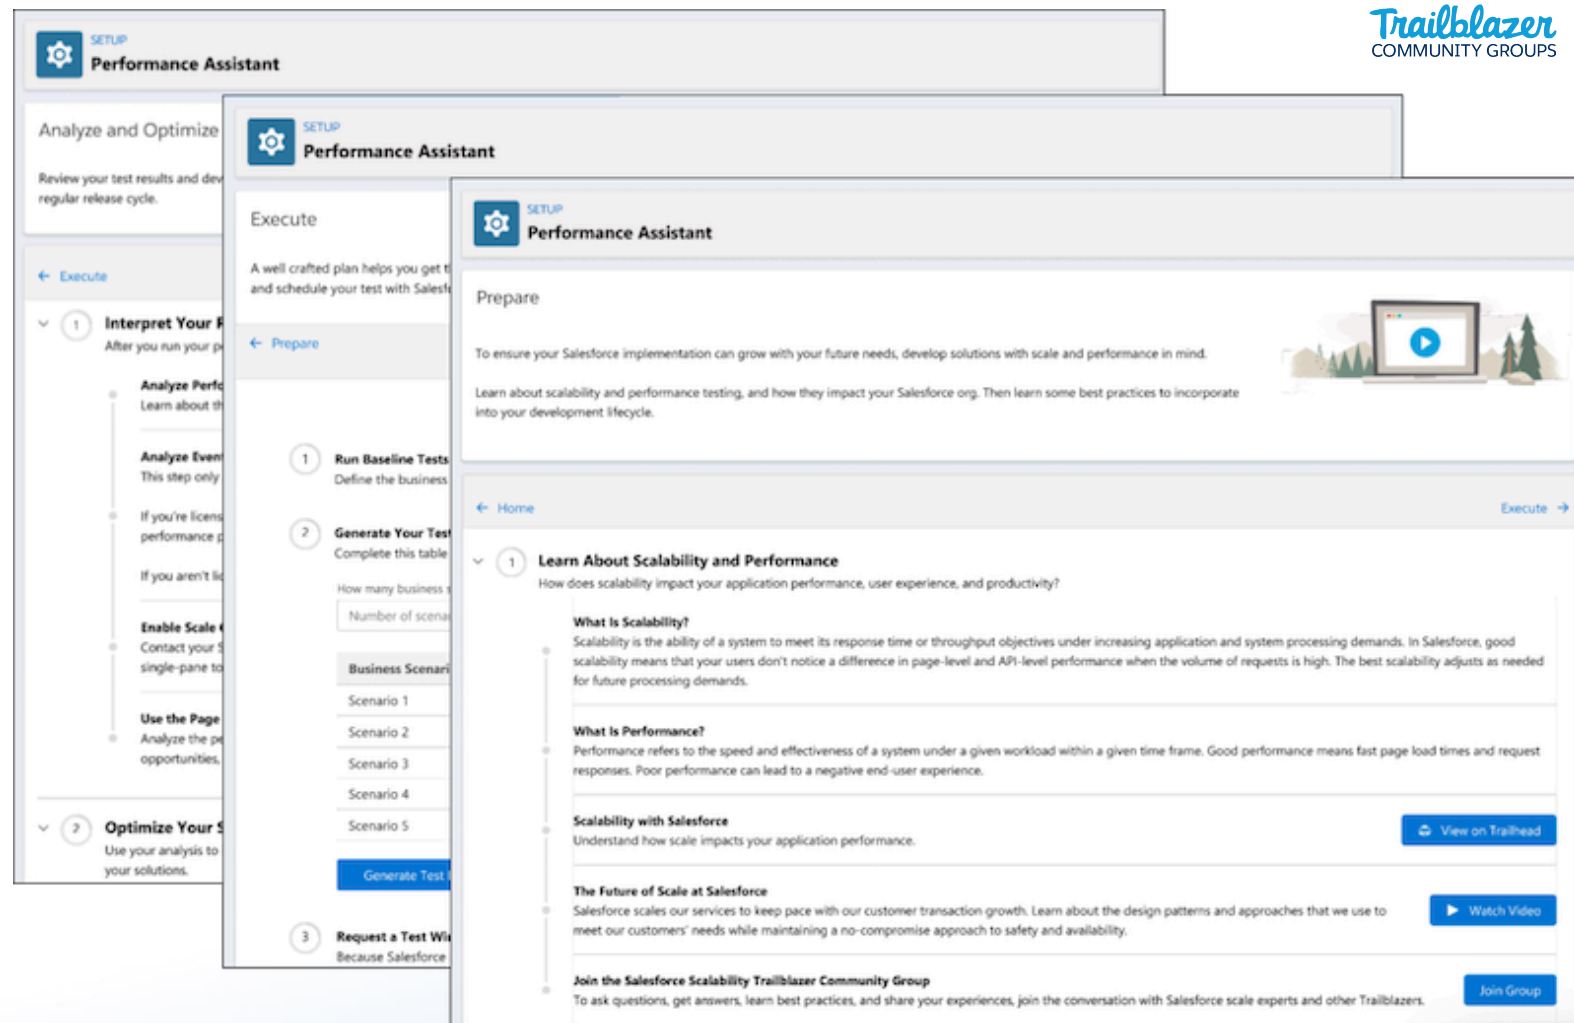 Trailblazer
COMMUNITY GROUPS
SETUP
Performance Assistant
Analyze and Optimize
Review your test results and dev
regular release cycle.
Execute
1
Interpret Your
After you run your
Analyze
Learn about
Analyze
This step only
If you're
performance
If you aren't
Enable Scale
Contact your
single-pane to
Use the Page
Analyze the
opportunities,
2
Optimize Your
Use your analysis to
your solutions.
SETUP
Performance Assistant
Execute
A well crafted plan helps you get
and schedule your test with
Prepare
1
Run Baseline Tests
Define the business
2
Generate Your
Complete this table
How many business
Number of
Business
Scenario 1
Scenario 2
Scenario 3
Scenario 4
Scenario 5
Generate Test
3
Request a Test
Because Salesforce
SETUP
Performance Assistant
Prepare
To ensure your Salesforce implementation can grow with your future needs, develop solutions with scale and performance in mind.
Learn about scalability and performance testing, and how they impact your Salesforce org. Then learn some best practices to incorporate
into your development lifecycle.
Home
Execute
1
Learn About Scalability and Performance
How does scalability impact your application performance, user experience, and productivity?
What Is Scalability?
Scalability is the ability of a system to meet its response time or throughput objectives under increasing application and system processing demands. In Salesforce, good
scalability means that your users don't notice a difference in page-level and API-level performance when the volume of requests is high. The best scalability adjusts as needed
for future processing demands.
What Is Performance?
Performance refers to the speed and effectiveness of a system under a given workload within a given time frame. Good performance means fast page load times and request
responses. Poor performance can lead to a negative end-user experience.
Scalability with Salesforce
Understand how scale impacts your application performance.
View on Trailhead
The Future of Scale at Salesforce
Salesforce scales our services to keep pace with our customer transaction growth. Learn about the design patterns and approaches that we use to
meet our customers' needs while maintaining a no-compromise approach to safety and availability.
Watch Video
Join the Salesforce Scalability Trailblazer Community Group
To ask questions, get answers, learn best practices, and share your experiences, join the conversation with Salesforce scale experts and other Trailblazers.
Join Group